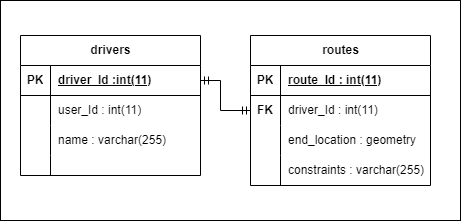 drivers
PK driver_Id :int(11)
user_Id : int(11)
name : varchar(255)
routes
PK route_Id : int(11)
FK driver_Id : int(11)
end_location : geometry
constraints : varchar(255)